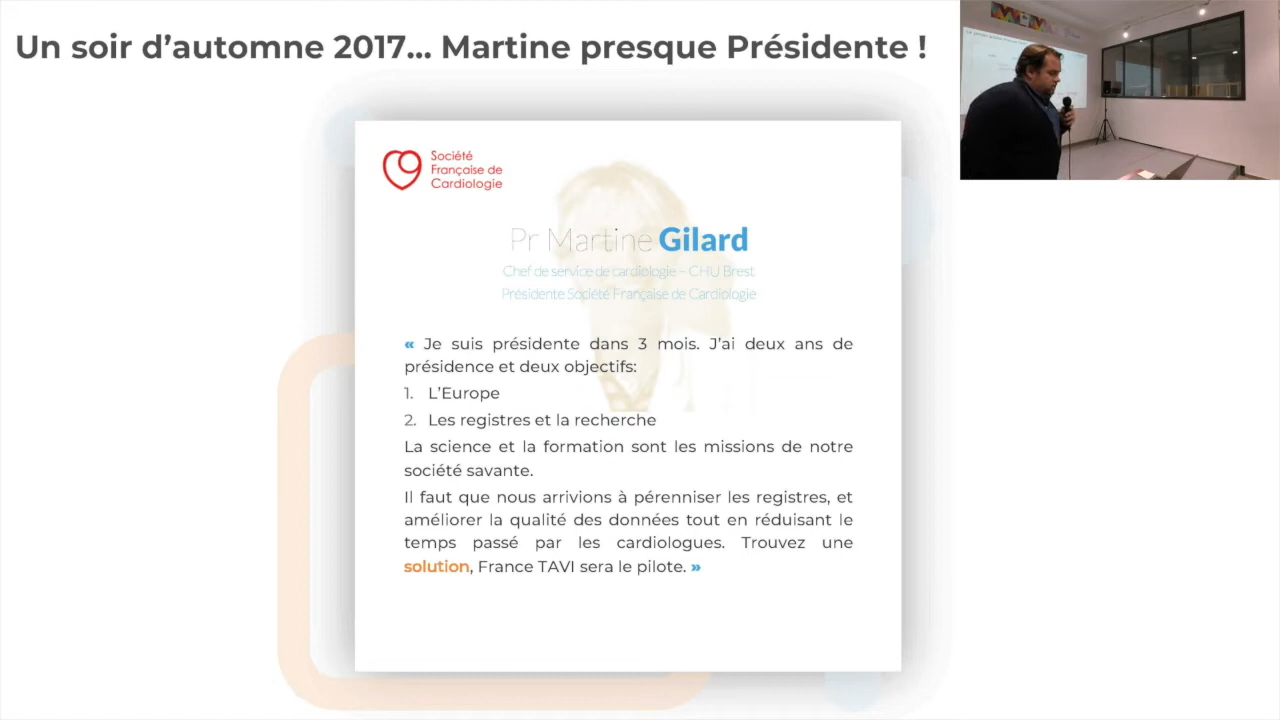 Un soir d’automne 2017... Martine presque Présidente !
Société
Française de
Cardiologie
Pr Martine Gilard
Chef de service de cardiologie – CHU Brest
Présidente Société Française de Cardiologie
« Je suis présidente dans 3 mois. J’ai deux ans de
présidence et deux objectifs:
1. L’Europe
2. Les registres et la recherche
La science et la formation sont les missions de notre
société savante.
Il faut que nous arrivions à pérenniser les registres, et
améliorer la qualité des données tout en réduisant le
temps passé par les cardiologues. Trouvez une
solution, France TAVI sera le pilote. »